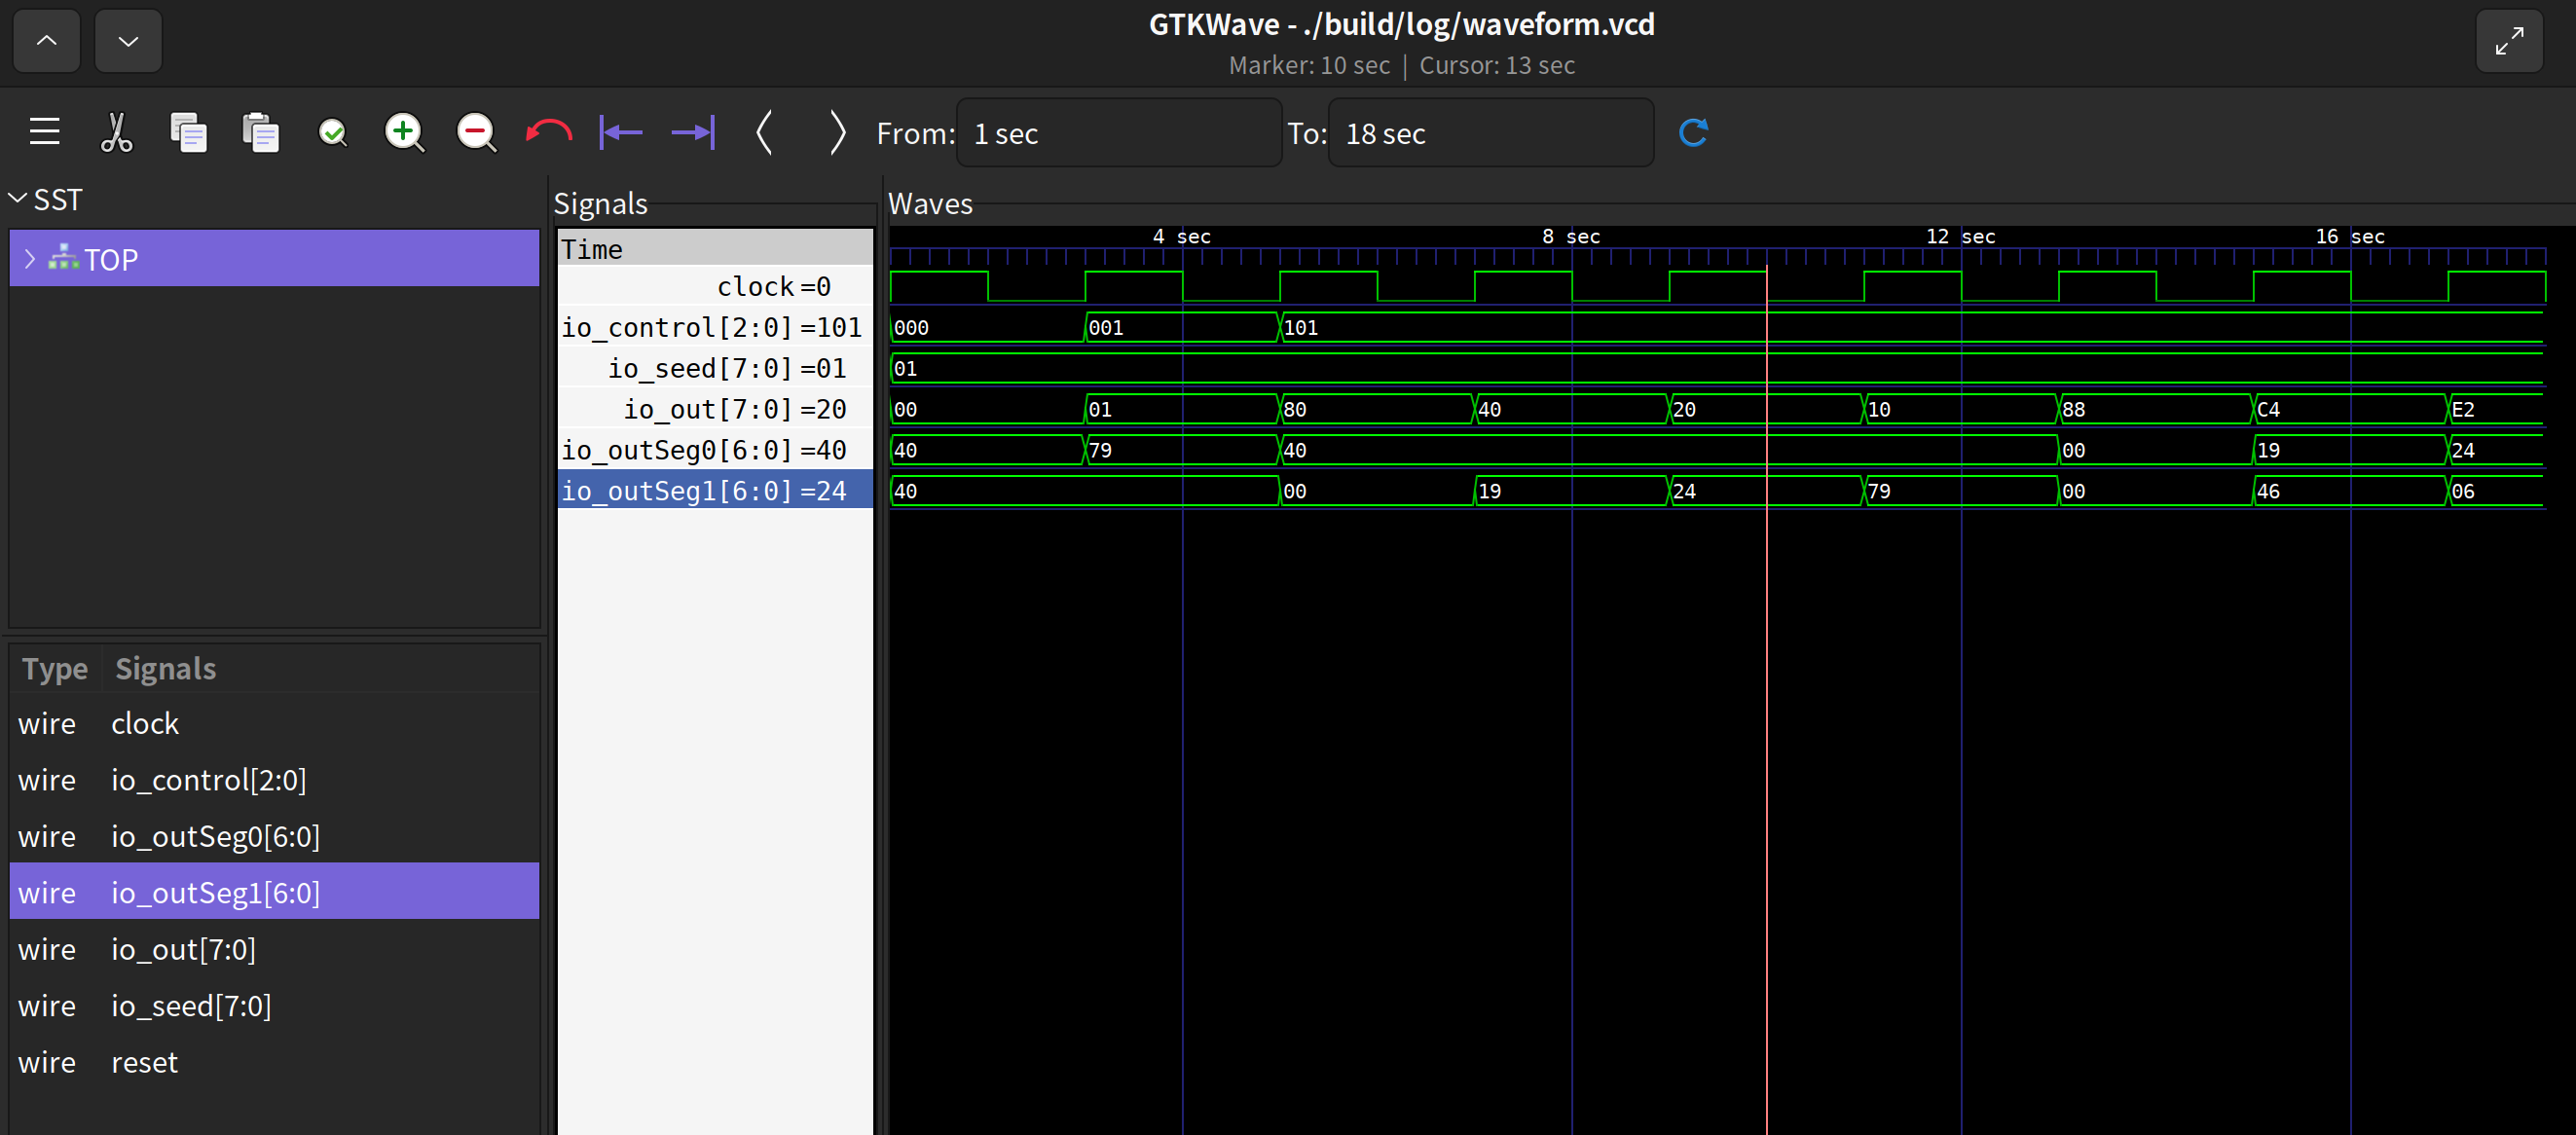 GTKWave - ./build/log/waveform.vcd
Marker: 10 sec | Cursor: 13 sec
From: 1 sec To: 18 sec
SST
TOP
Type Signals
wire clock
wire io_control[2:0]
wire io_outSeg0[6:0]
wire io_outSeg1[6:0]
wire io_out[7:0]
wire io_seed[7:0]
wire reset
Signals
Time
clock=0
io_control[2:0]=101
io_seed[7:0]=01
io_out[7:0]=20
io_outSeg0[6:0]=40
io_outSeg1[6:0]=24
Waves
4 sec 8 sec 12 sec 16 sec
000 001 101
01
00 01 80 40 20 10 88 C4 E2
40 79 40 00 19 24
40 00 19 24 79 00 46 06